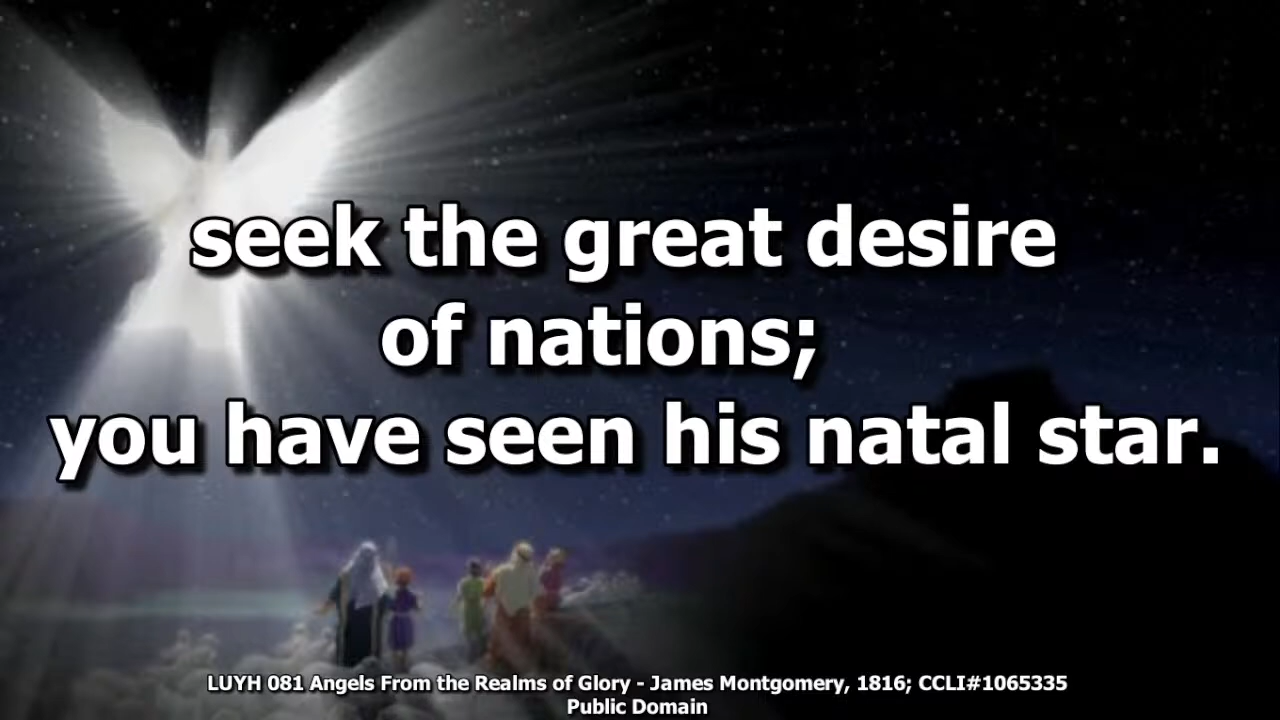 seek the great desire
of nations;
you have seen his natal star.
LUYH 081 Angels From the Realms of Glory - James Montgomery, 1816; CCLI#1065335
Public Domain